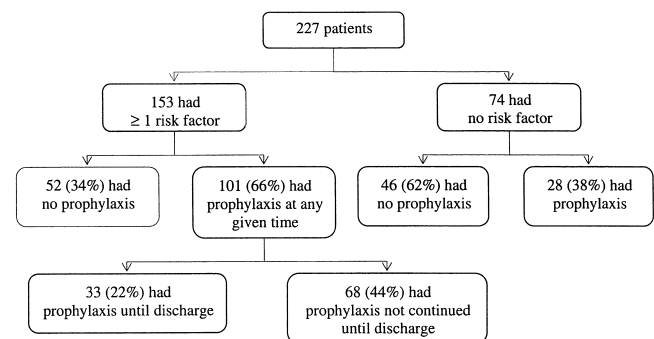 227 patients
153 had
≥ 1 risk factor
74 had
no risk factor
52 (34%) had
no prophylaxis
101 (66%) had
prophylaxis at any
given time
46 (62%) had
no prophylaxis
28 (38%) had
prophylaxis
33 (22%) had
prophylaxis until discharge
68 (44%) had
prophylaxis not continued
until discharge